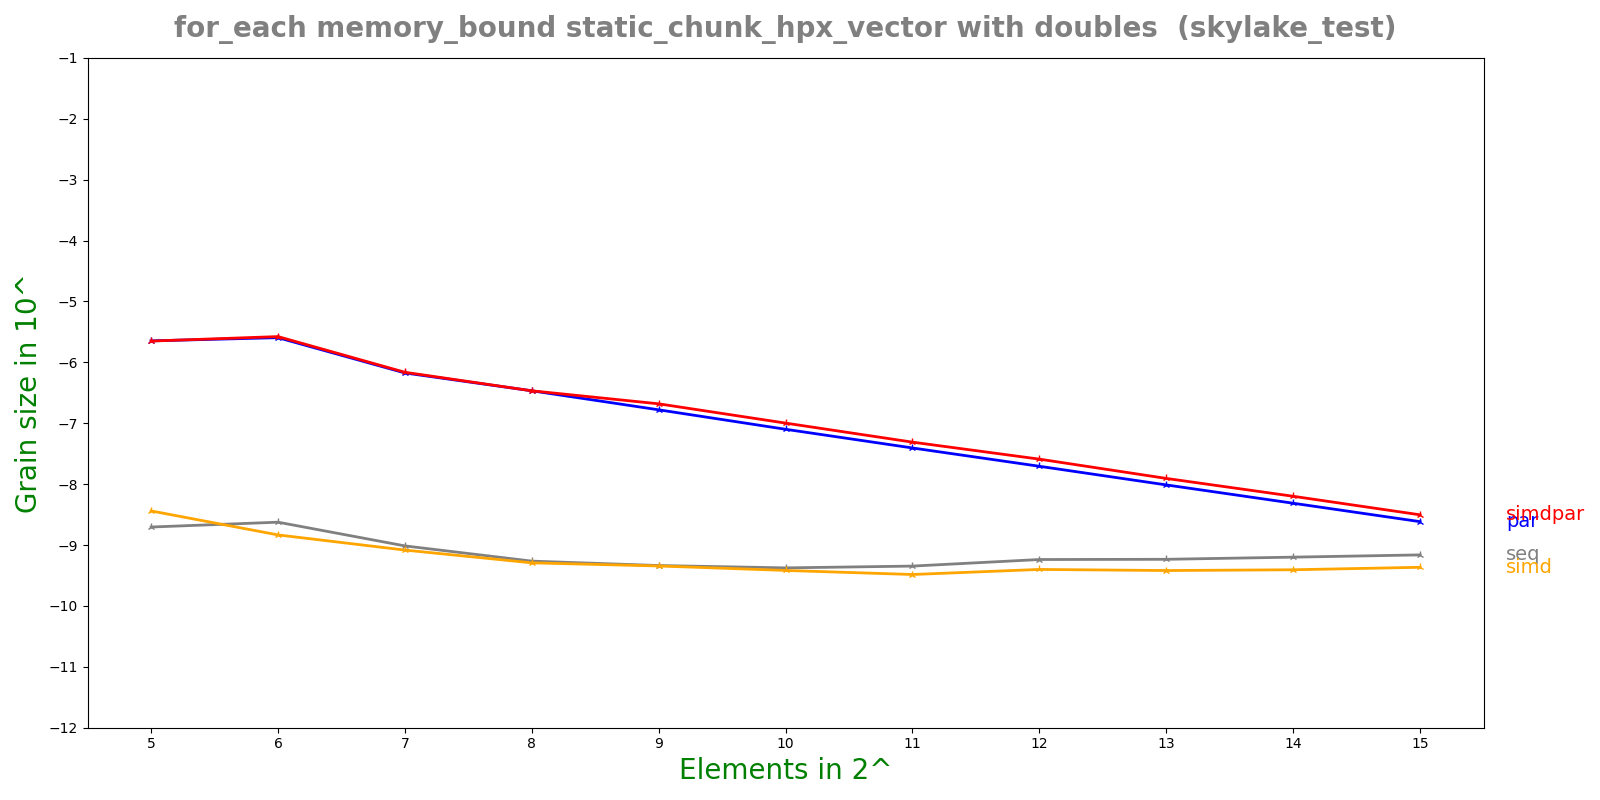 for_each memory_bound static_chunk_hpx_vector with doubles  (skylake_test)
Grain size in 10^
−1
−2
−3
−4
−5
−6
−7
−8
−9
−10
−11
−12
simdpar
par
seq
simd
5 6 7 8 9 10 11 12 13 14 15
Elements in 2^